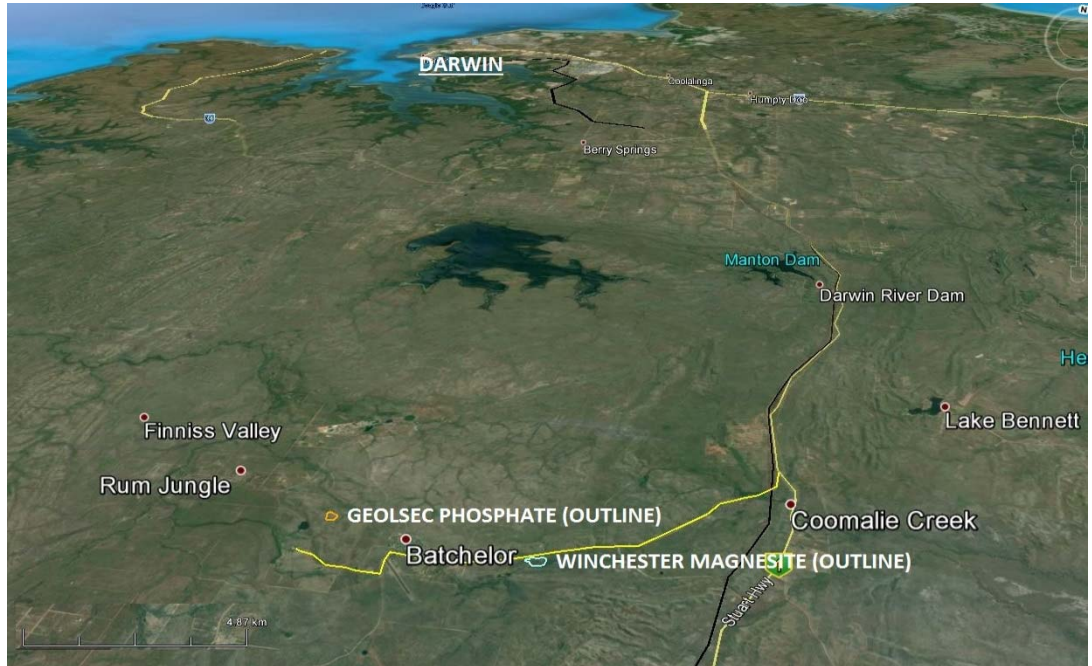 DARWIN
Coolalinga
Humpty Doo
Berry Springs
Manton Dam
Darwin River Dam
He
Finniss Valley
Lake Bennett
Rum Jungle
GEOLSEC PHOSPHATE (OUTLINE)
Coomalie Creek
Batchelor
WINCHESTER MAGNESITE (OUTLINE)
Stuart Hwy
4.87 km
N